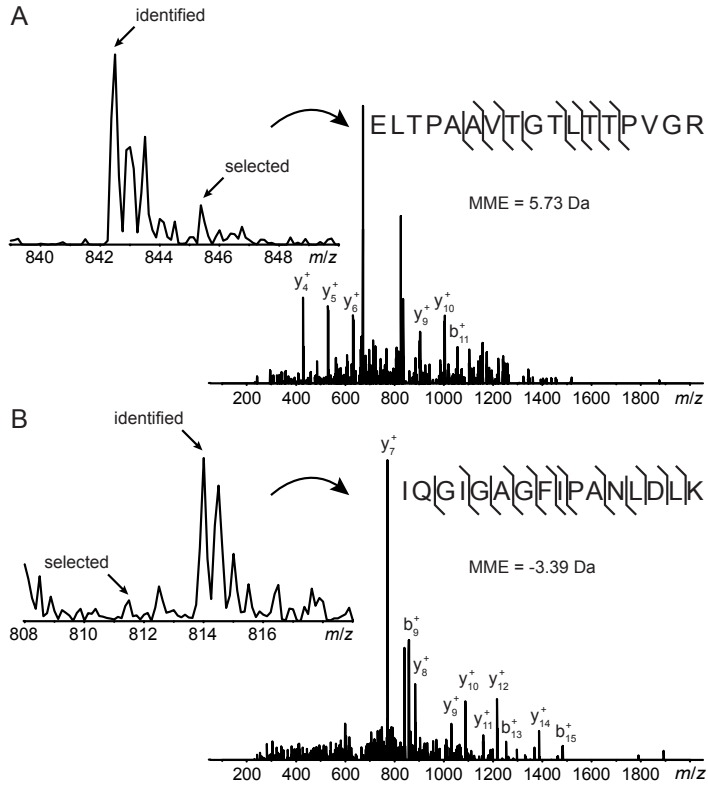 A
identified
selected
840 842 844 846 848 m/z
ELTPAAVTGTLTTPVGR
MME = 5.73 Da
y4+ y5+ y6+ y9+ y10+
b11+
200 400 600 800 1000 1200 1400 1600 1800 m/z
B
identified
selected
808 810 812 814 816 m/z
y7+
IQGIGAGFIPANLDLK
MME = -3.39 Da
b9+
y8+
y9+ y10+ y11+ y12+ b13+ y14+ b15+
200 400 600 800 1000 1200 1400 1600 1800 m/z